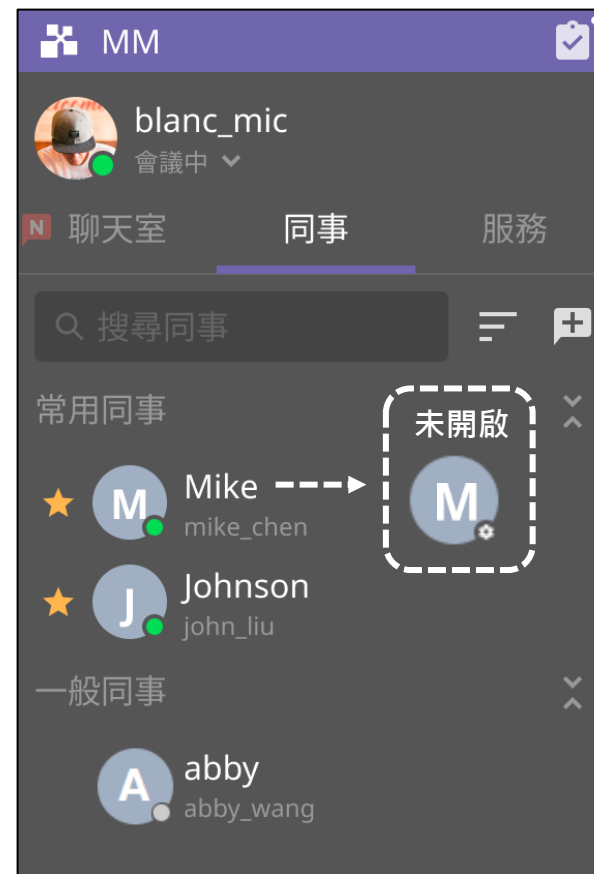 MM
blanc_mic
會議中
N 聊天室 同事 服務
搜尋同事
常用同事
未開啟
M Mike M
mike_chen
J Johnson
john_liu
一般同事
A abby
abby_wang